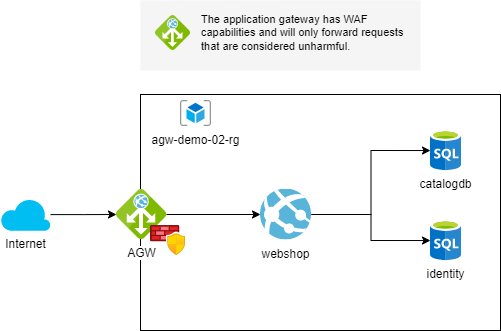 The application gateway has WAF
capabilities and will only forward requests
that are considered unharmful.
agw-demo-02-rg
SQL
catalogdb
Internet
AGW
webshop
SQL
identity